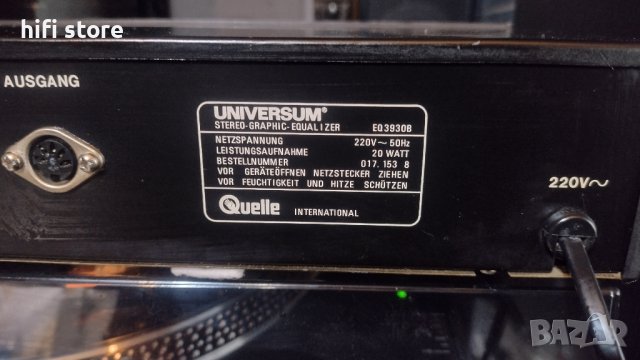 hifi store
AUSGANG
UNIVERSUM®
STEREO-GRAPHIC-EQUALIZER EQ3930B
NETZSPANNUNG 220V~50Hz
LEISTUNGSAUFNAHME 20 WATT
BESTELLNUMMER 017.153 8
VOR GERÄTEÖFFNEN NETZSTECKER ZIEHEN
VOR FEUCHTIGKEIT UND HITZE SCHÜTZEN
Quelle INTERNATIONAL
220V~
BAZAR